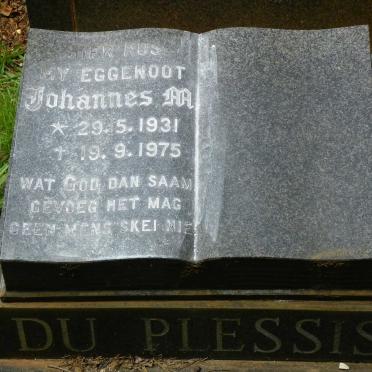 HIER RUS
MY EGGENOOT
Johannes M
* 29.5.1931
† 19.9.1975
WAT GOD DAN SAAM
GEVOEG HET MAG
GEEN MENS SKEI NIE
DU PLESSIS